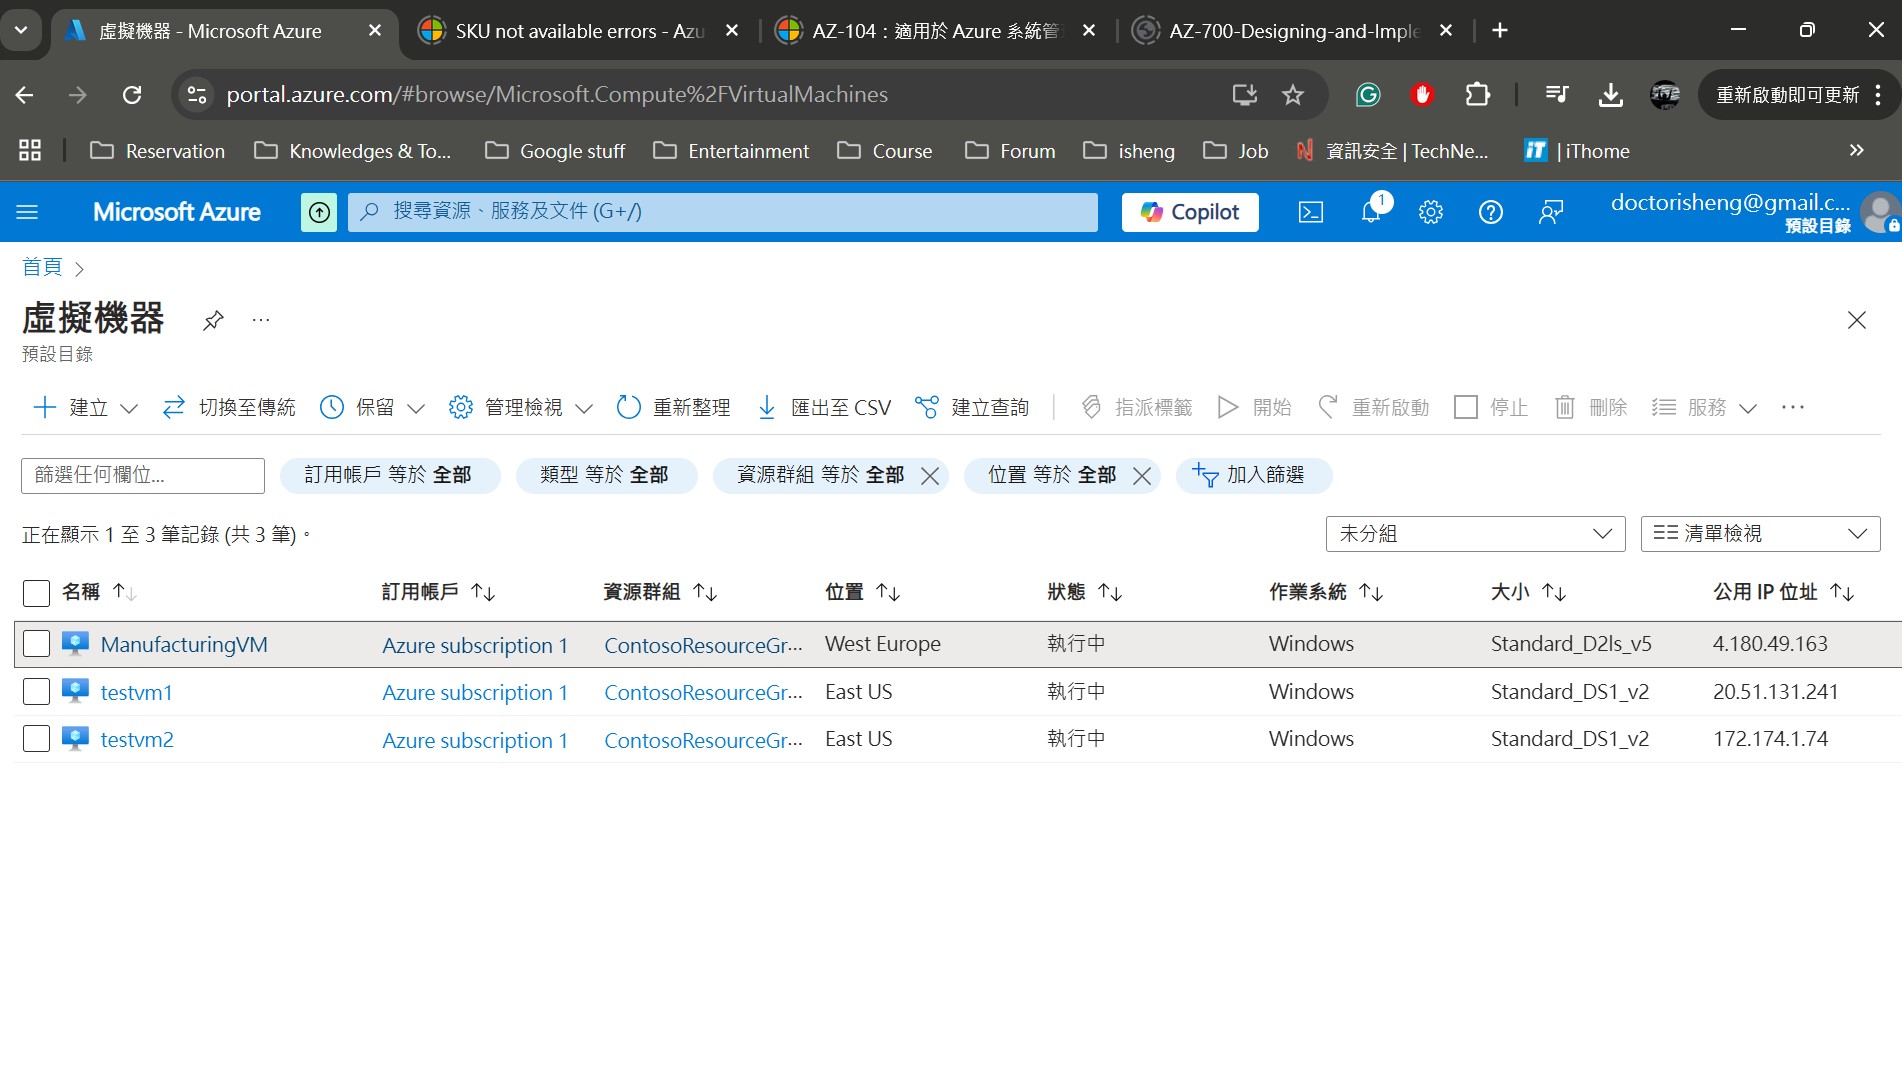 虛擬機器 - Microsoft Azure
SKU not available errors - Azu
AZ-104：適用於 Azure 系統管
AZ-700-Designing-and-Imple
portal.azure.com/#browse/Microsoft.Compute%2FVirtualMachines
重新啟動即可更新
Reservation
Knowledges & To...
Google stuff
Entertainment
Course
Forum
isheng
Job
資訊安全 | TechNe...
iT | iThome
Microsoft Azure
搜尋資源、服務及文件 (G+/)
Copilot
1
doctorisheng@gmail.c...
預設目錄
首頁
虛擬機器
預設目錄
建立
切換至傳統
保留
管理檢視
重新整理
匯出至 CSV
建立查詢
指派標籤
開始
重新啟動
停止
刪除
服務
篩選任何欄位...
訂用帳戶 等於 全部
類型 等於 全部
資源群組 等於 全部
位置 等於 全部
加入篩選
正在顯示 1 至 3 筆記錄 (共 3 筆)。
未分組
清單檢視
名稱 訂用帳戶 資源群組 位置 狀態 作業系統 大小 公用 IP 位址
ManufacturingVM Azure subscription 1 ContosoResourceGr... West Europe 執行中 Windows Standard_D2ls_v5 4.180.49.163
testvm1 Azure subscription 1 ContosoResourceGr... East US 執行中 Windows Standard_DS1_v2 20.51.131.241
testvm2 Azure subscription 1 ContosoResourceGr... East US 執行中 Windows Standard_DS1_v2 172.174.1.74